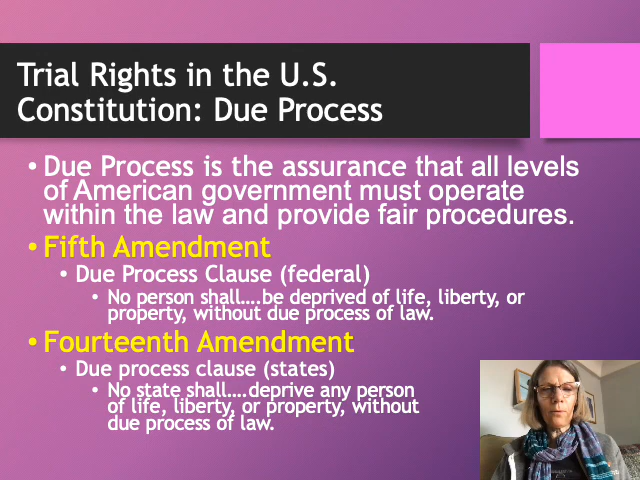 Trial Rights in the U.S.
Constitution: Due Process
• Due Process is the assurance that all levels
of American government must operate
within the law and provide fair procedures.
• Fifth Amendment
• Due Process Clause (federal)
• No person shall....be deprived of life, liberty, or
property, without due process of law.
• Fourteenth Amendment
• Due process clause (states)
• No state shall....deprive any person
of life, liberty, or property, without
due process of law.